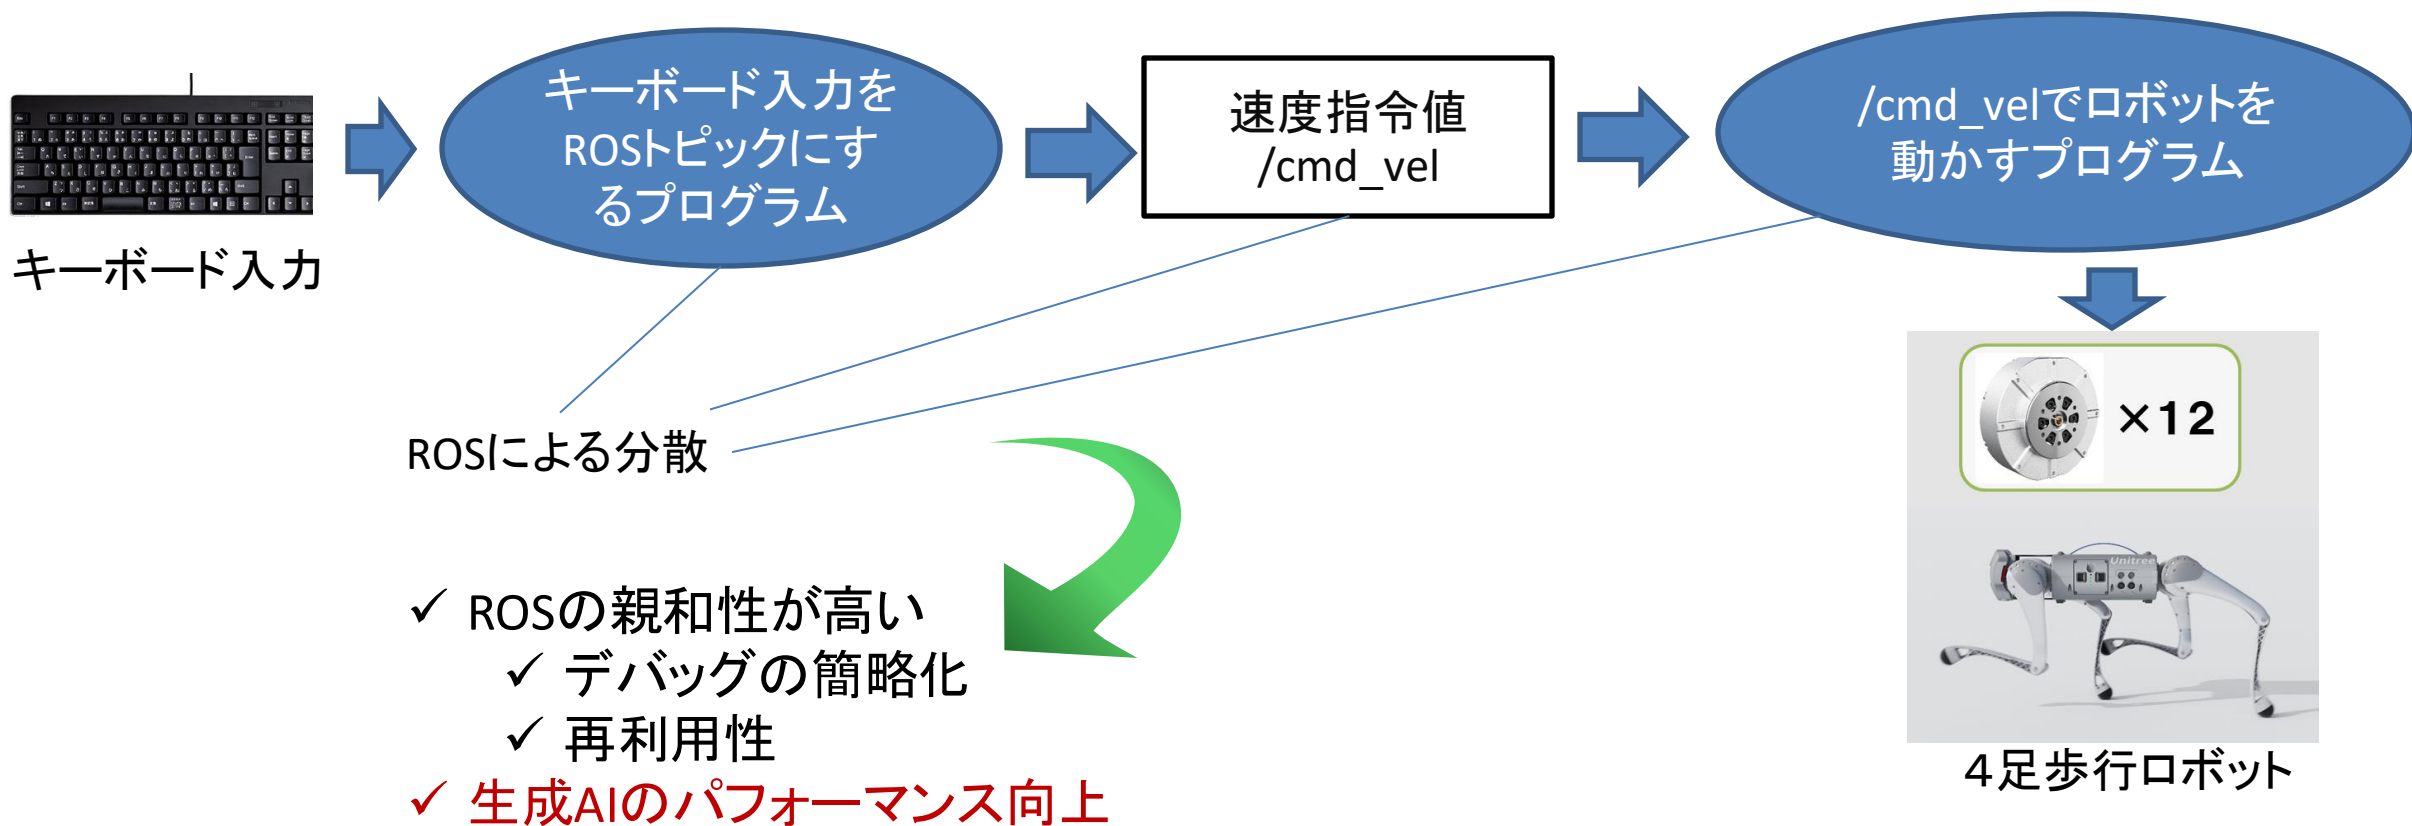 キーボード入力
キーボード入力を
ROSトピックにす
るプログラム
速度指令値
/cmd_vel
/cmd_velでロボットを
動かすプログラム
ROSによる分散
×12
Unitree
4足歩行ロボット
✓ ROSの親和性が高い
✓ デバッグの簡略化
✓ 再利用性
✓ 生成AIのパフォーマンス向上